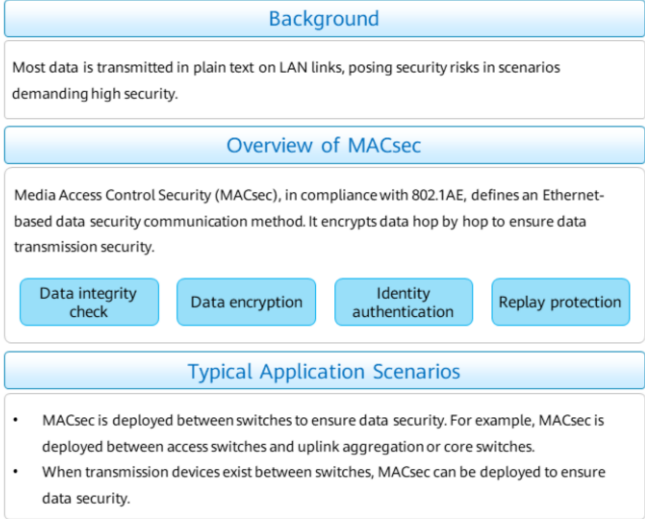 Background
Most data is transmitted in plain text on LAN links, posing security risks in scenarios
demanding high security.
Overview of MACsec
Media Access Control Security (MACsec), in compliance with 802.1AE, defines an Ethernet-
based data security communication method. It encrypts data hop by hop to ensure data
transmission security.
Data integrity
check
Data encryption
Identity
authentication
Replay protection
Typical Application Scenarios
• MACsec is deployed between switches to ensure data security. For example, MACsec is
deployed between access switches and uplink aggregation or core switches.
• When transmission devices exist between switches, MACsec can be deployed to ensure
data security.